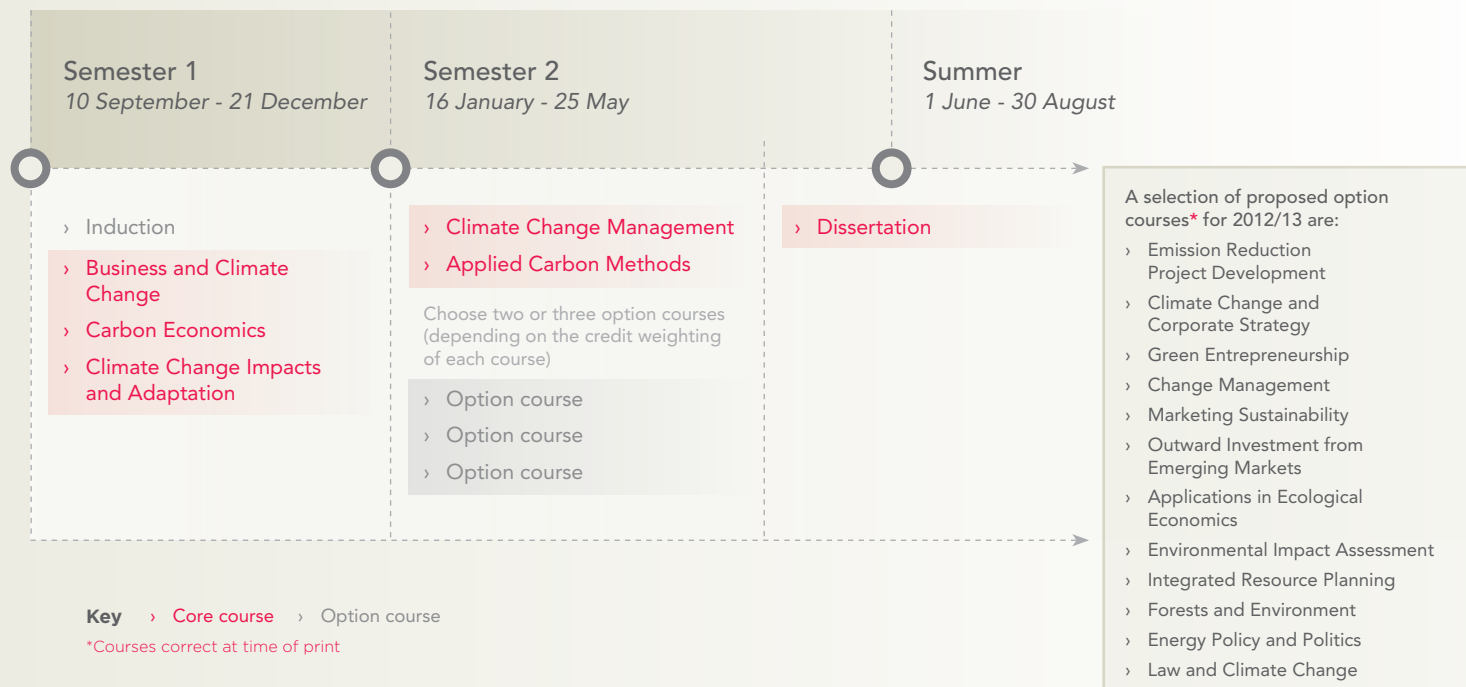 Semester 1
10 September - 21 December
Semester 2
16 January - 25 May
Summer
1 June - 30 August
› Induction
› Business and Climate
Change
› Carbon Economics
› Climate Change Impacts
and Adaptation
› Climate Change Management
› Applied Carbon Methods
Choose two or three option courses
(depending on the credit weighting
of each course)
› Option course
› Option course
› Option course
› Dissertation
A selection of proposed option
courses* for 2012/13 are:
› Emission Reduction
Project Development
› Climate Change and
Corporate Strategy
› Green Entrepreneurship
› Change Management
› Marketing Sustainability
› Outward Investment from
Emerging Markets
› Applications in Ecological
Economics
› Environmental Impact Assessment
› Integrated Resource Planning
› Forests and Environment
› Energy Policy and Politics
› Law and Climate Change
Key › Core course › Option course
*Courses correct at time of print